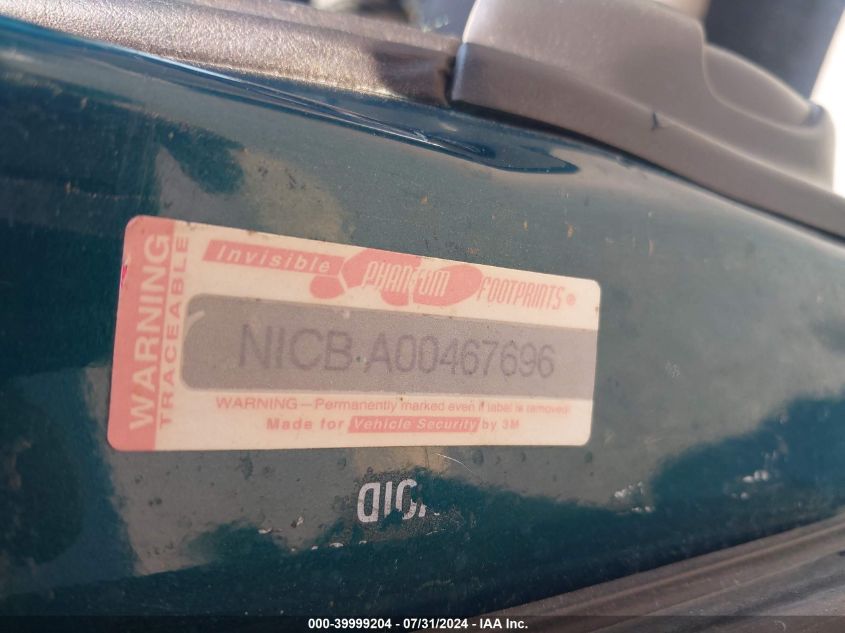 WARNING
TRACEABLE
Invisible PHANTOM FOOTPRINTS®
NICB A00467696
WARNING—Permanently marked even if label is removed!
Made for Vehicle Security by 3M
000-39999204 - /07/31/2024 - IAA Inc.